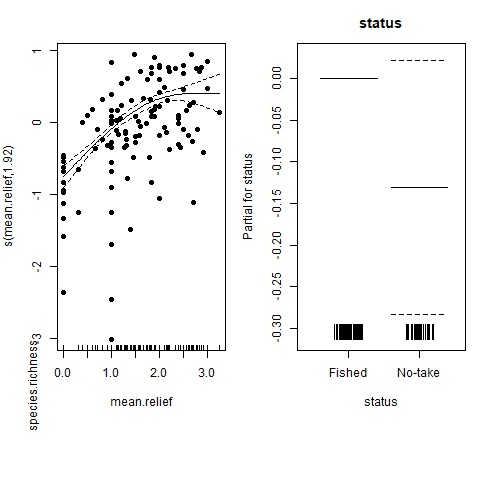 status
s(mean.relief,1.92)
1
0
-1
-2
-3
0.0
1.0
2.0
3.0
mean.relief
species.richness
Partial for status
0.00
-0.05
-0.10
-0.15
-0.20
-0.25
-0.30
Fished
No-take
status